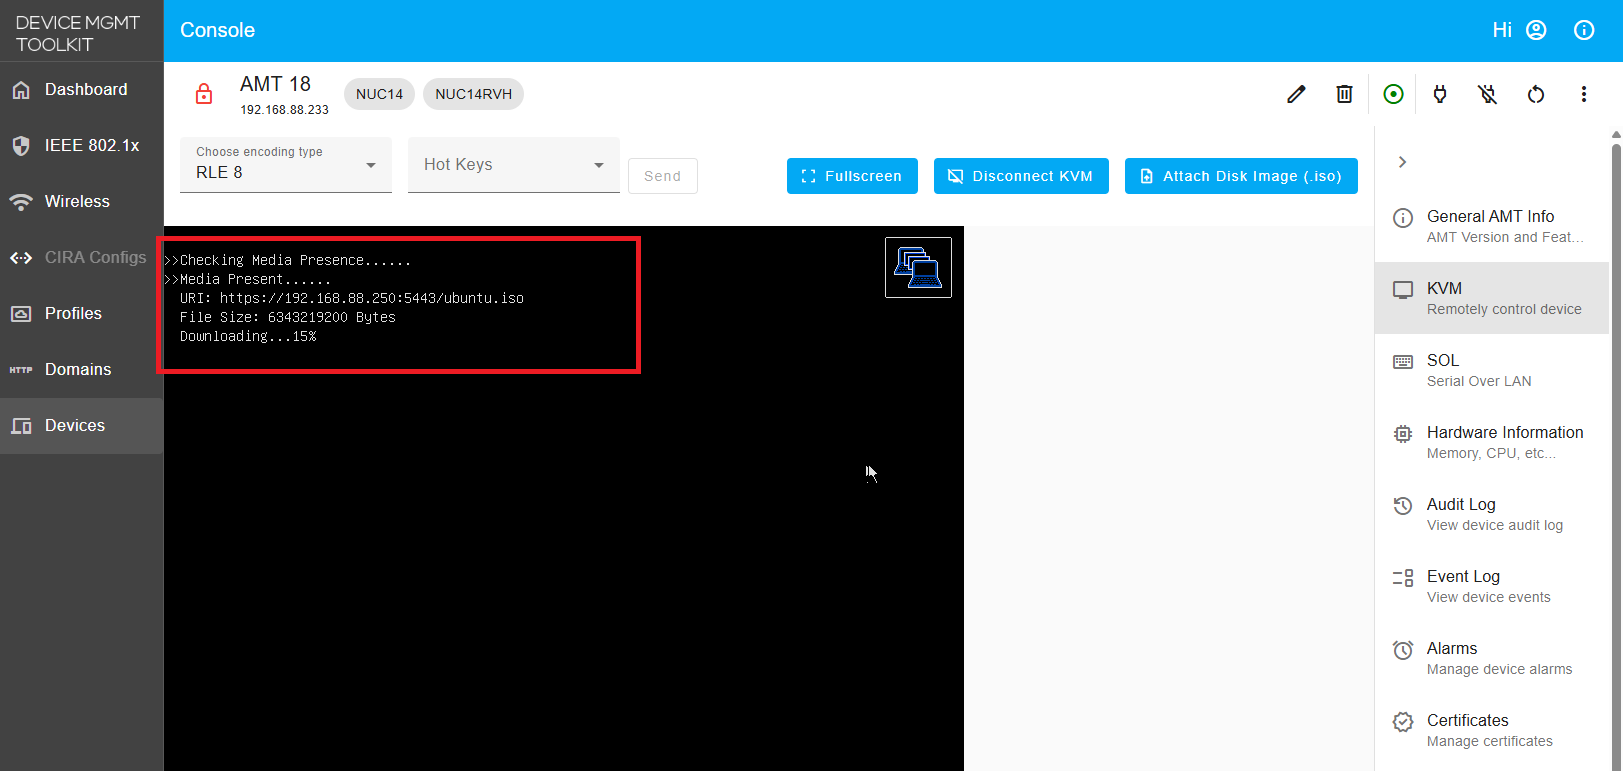 DEVICE MGMT
TOOLKIT
Console
Hi
Dashboard
IEEE 802.1x
Wireless
CIRA Configs
Profiles
HTTP Domains
Devices
AMT 18
192.168.88.233
NUC14
NUC14RVH
Choose encoding type
RLE 8
Hot Keys
Send
Fullscreen
Disconnect KVM
Attach Disk Image (.iso)
>>Checking Media Presence......
>>Media Present......
URI: https://192.168.88.250:5443/ubuntu.iso
File Size: 6343219200 Bytes
Downloading...15%
General AMT Info
AMT Version and Feat...
KVM
Remotely control device
SOL
Serial Over LAN
Hardware Information
Memory, CPU, etc...
Audit Log
View device audit log
Event Log
View device events
Alarms
Manage device alarms
Certificates
Manage certificates